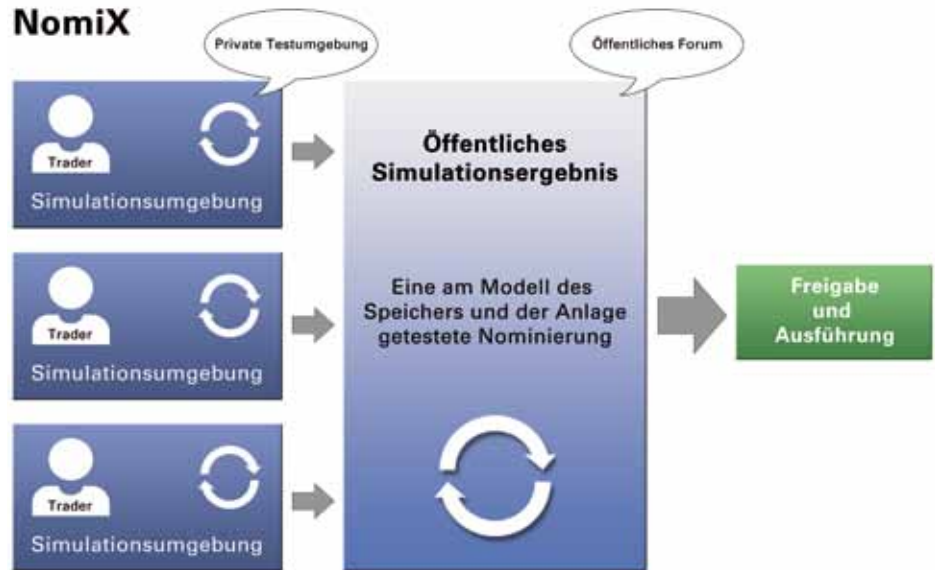 NomiX
Private Testumgebung
Öffentliches Forum
Trader
Simulationsumgebung
Trader
Simulationsumgebung
Trader
Simulationsumgebung
Öffentliches
Simulationsergebnis
Eine am Modell des
Speichers und der Anlage
getestete Nominierung
Freigabe
und
Ausführung